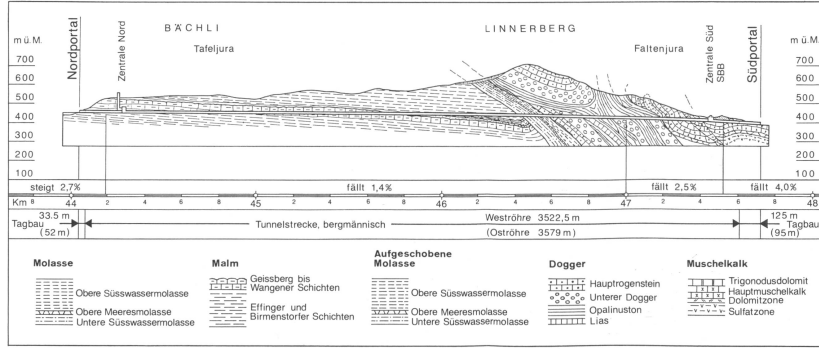 BÄCHLI
LINNERBERG
m ü. M.
Nordportal
Zentrale Nord
Tafeljura
Faltenjura
Zentrale Süd
SBB
Südportal
m ü. M.
700 700
600 600
500 500
400 400
300 300
200 200
100 100
steigt 2,7% fällt 1,4% fällt 2,5% fällt 4,0%
Km 8 44 2 4 6 8 45 2 4 6 8 46 2 4 6 8 47 2 4 6 8 48
33.5 m Weströhre 3522,5 m 125 m
Tagbau Tunnelstrecke, bergmännisch Tagbau
(52 m) (Oströhre 3579 m) (95 m)
Molasse
Obere Süsswassermolasse
Obere Meeresmolasse
Untere Süsswassermolasse
Malm
Geissberg bis
Wangener Schichten
Effinger und
Birmenstorfer Schichten
Aufgeschobene
Molasse
Obere Süsswassermolasse
Obere Meeresmolasse
Untere Süsswassermolasse
Dogger
Hauptrogenstein
Unterer Dogger
Opalinuston
Lias
Muschelkalk
Trigonodusdolomit
Hauptmuschelkalk
Dolomitzone
Sulfatzone